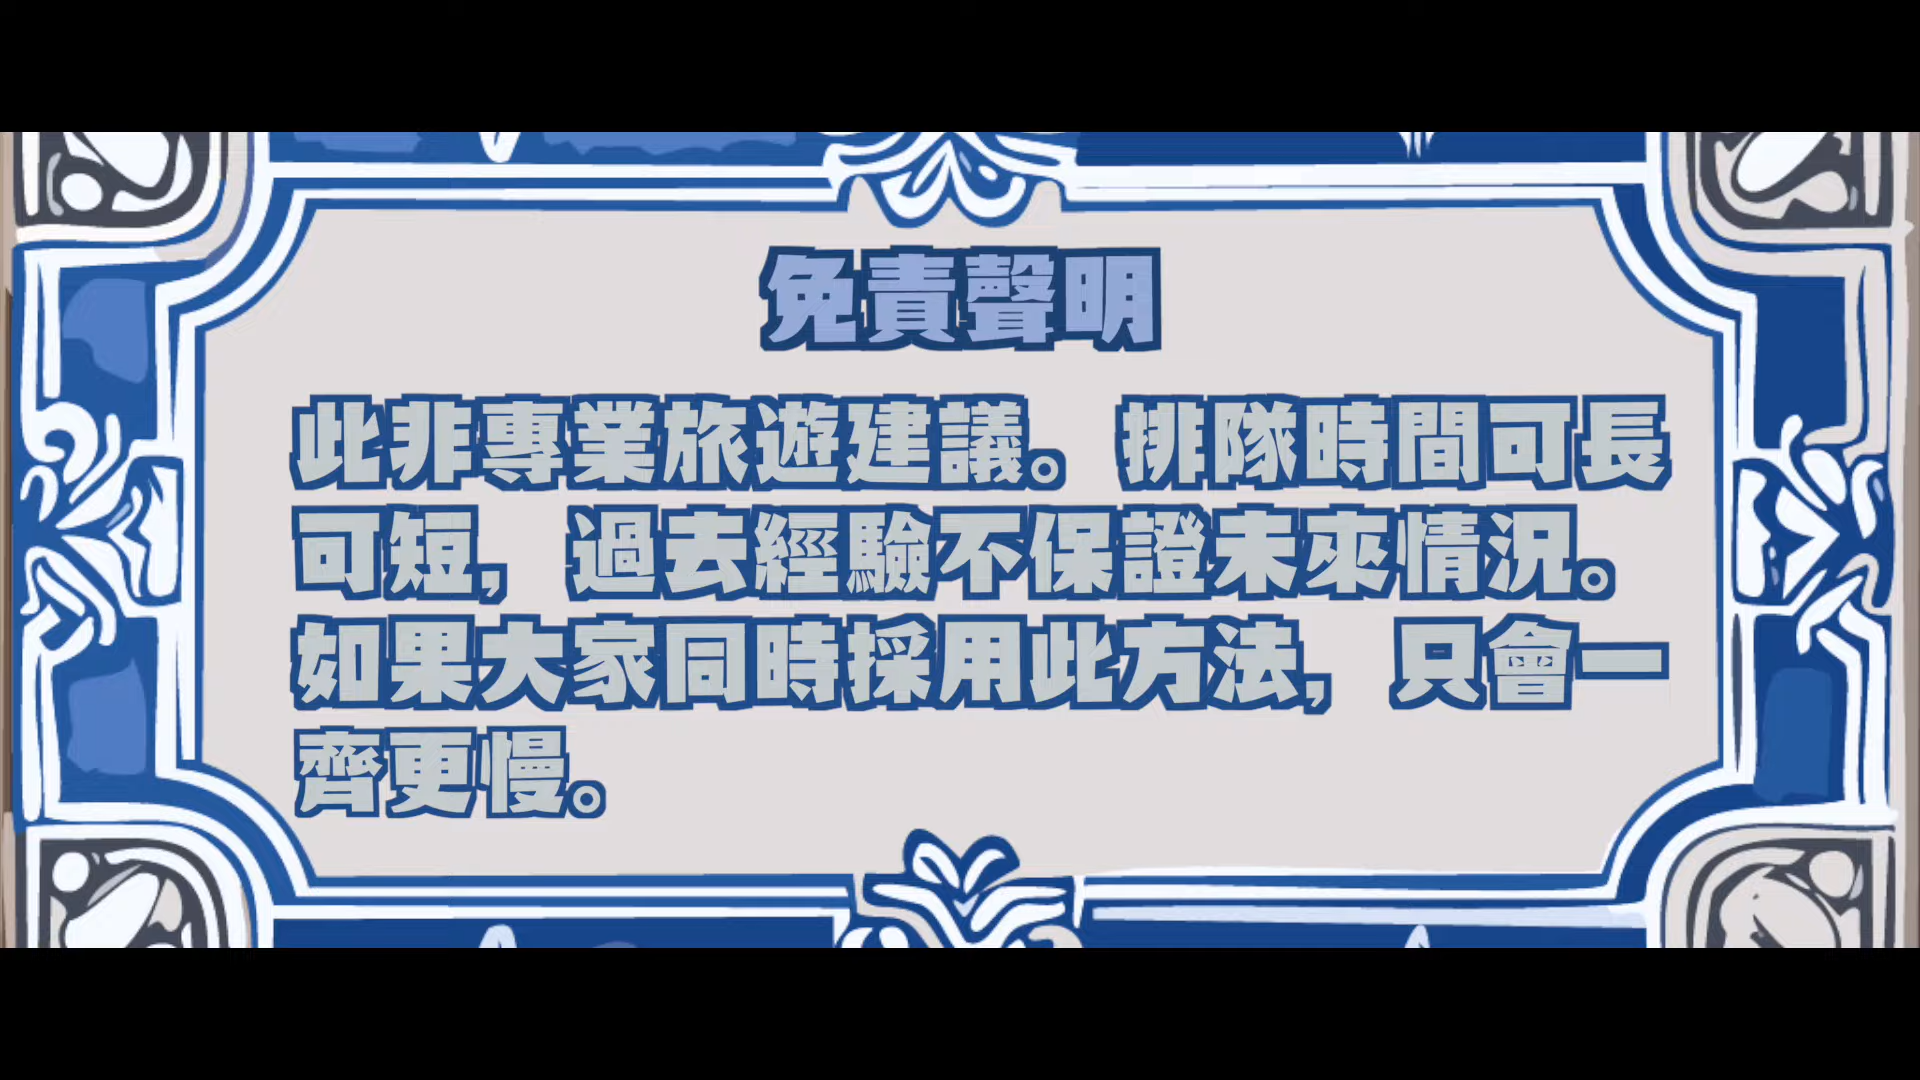 免責聲明
此非專業旅遊建議。排隊時間可長
可短，過去經驗不保證未來情況。
如果大家同時採用此方法，只會一
齊更慢。